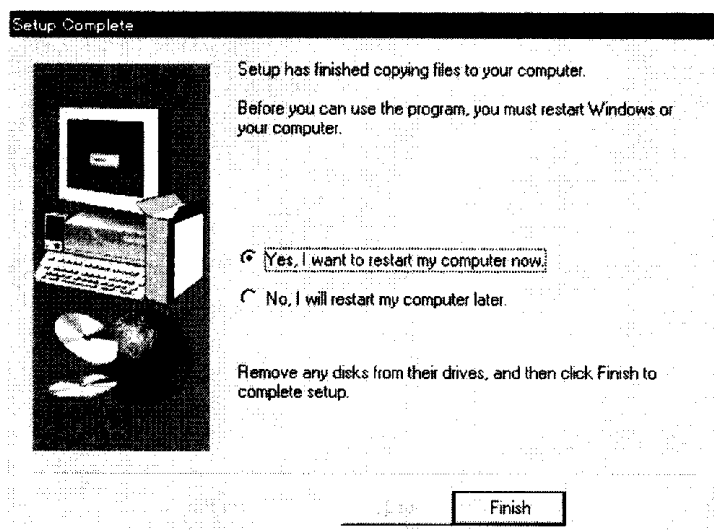 Setup Complete
Setup has finished copying files to your computer.
Before you can use the program, you must restart Windows or
your computer.
Yes, I want to restart my computer now.
No, I will restart my computer later.
Remove any disks from their drives, and then click Finish to
complete setup.
Finish